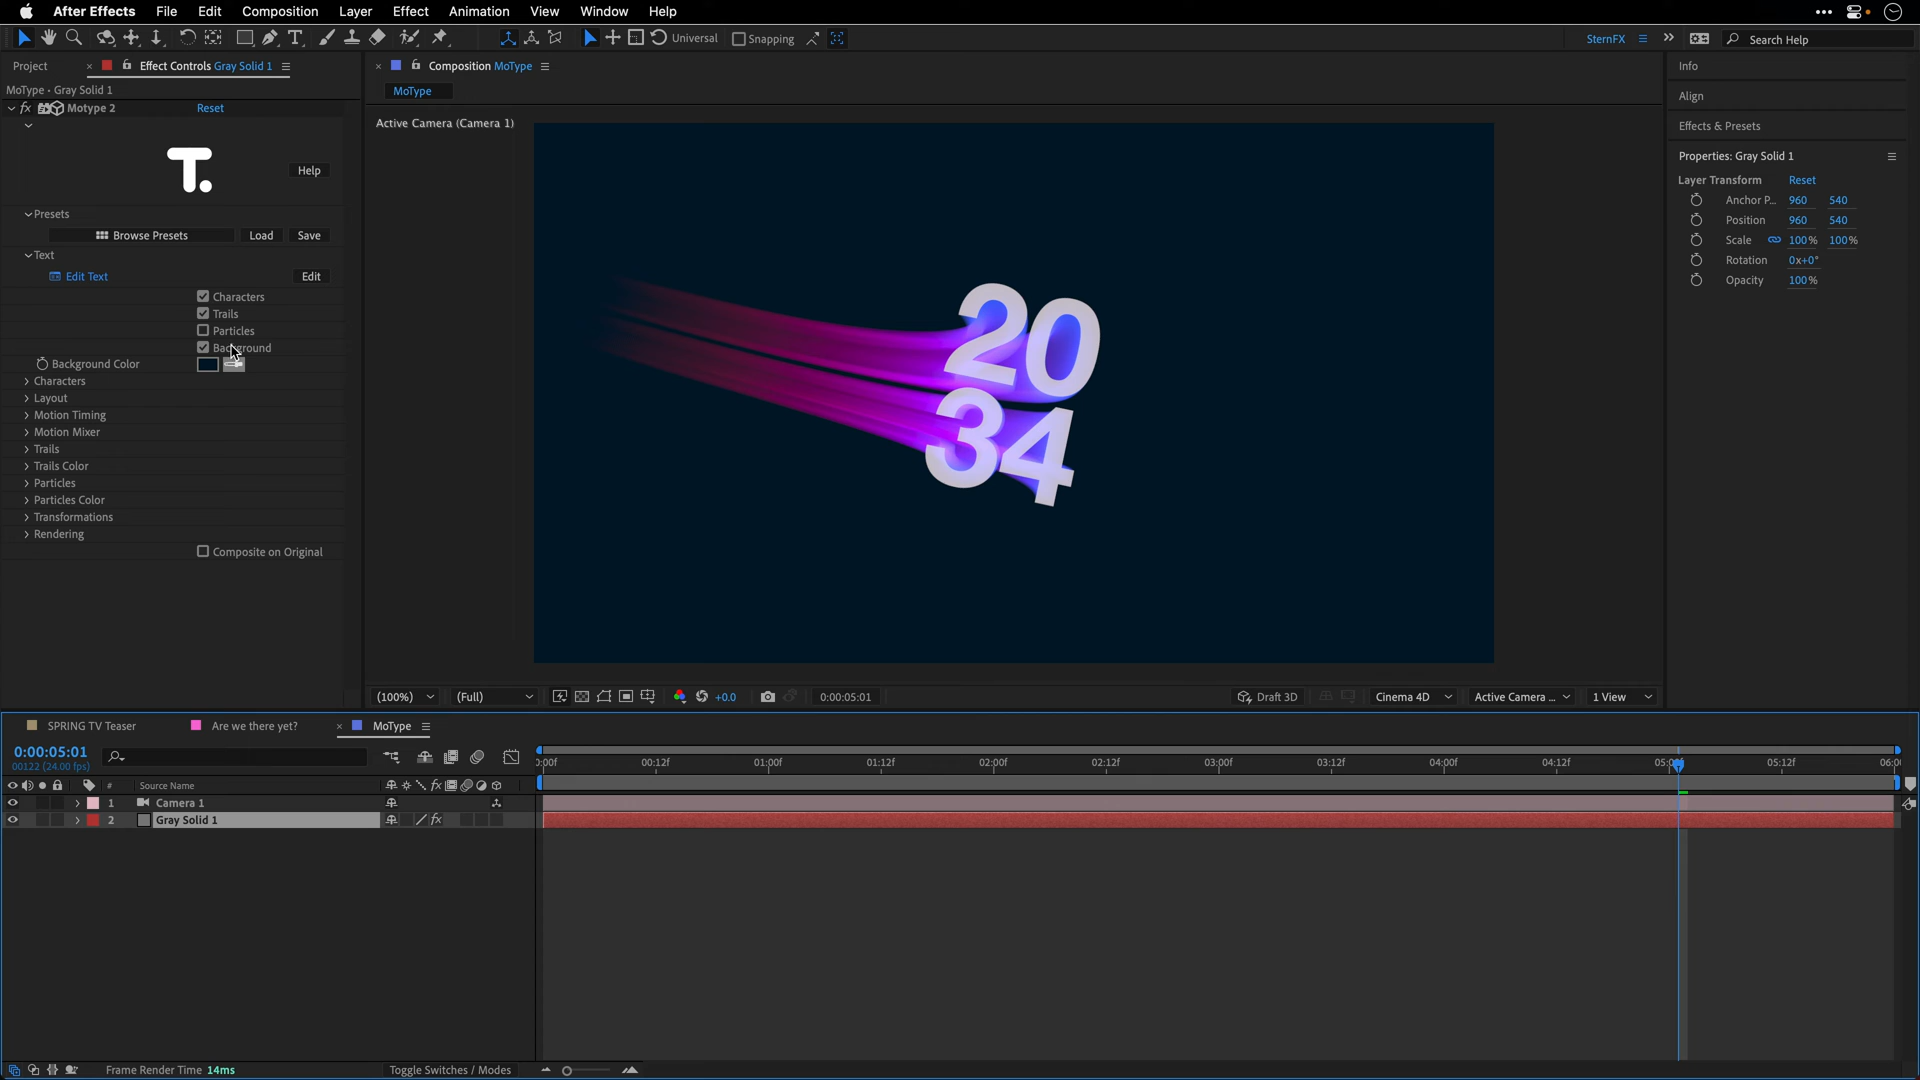 After Effects File Edit Composition Layer Effect Animation View Window Help
Universal Snapping SternFX Search Help
Project Effect Controls Gray Solid 1 Composition MoType Info
MoType • Gray Solid 1 MoType
Align
fx Motype 2 Reset
Active Camera (Camera 1)
Effects & Presets
T. Help
Properties: Gray Solid 1
Layer Transform Reset
Anchor P... 960 540
Position 960 540
Scale 100% 100%
Rotation 0x+0°
Opacity 100%
Presets
Browse Presets Load Save
Text
Edit Text Edit
Characters
Trails
Particles
Background
Background Color
Characters
Layout
Motion Timing
Motion Mixer
Trails
Trails Color
Particles
Particles Color
Transformations
Rendering
Composite on Original
20
34
(100%) (Full) +0.0 0:00:05:01 Draft 3D Cinema 4D Active Camera ... 1 View
SPRING TV Teaser Are we there yet? MoType
0:00:05:01
00122 (24.00 fps)
00:12f 01:00f 01:12f 02:00f 02:12f 03:00f 03:12f 04:00f 04:12f 05:12f
# Source Name fx
1 Camera 1
2 Gray Solid 1 fx
Frame Render Time 14ms Toggle Switches / Modes